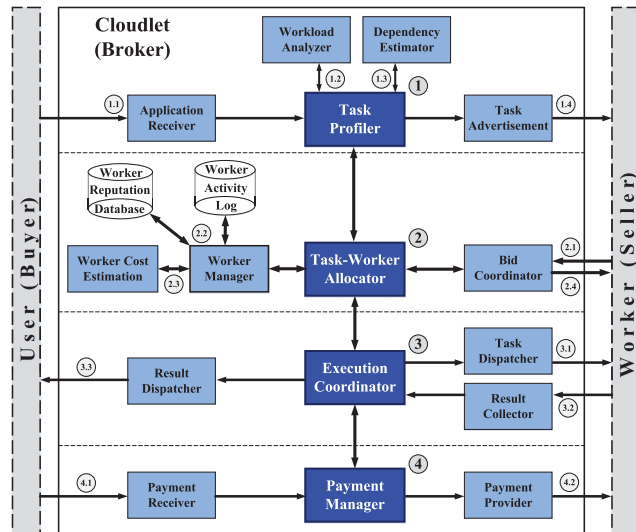 Cloudlet
(Broker)
Workload
Analyzer
Dependency
Estimator
1.2
1.3
1
1.1
Application
Receiver
Task
Profiler
Task
Advertisement
1.4
Worker
Reputation
Database
Worker
Activity
Log
2.2
2
Worker Cost
Estimation
2.3
Worker
Manager
Task-Worker
Allocator
Bid
Coordinator
2.1
2.4
3
Task
Dispatcher
3.1
3.3
Result
Dispatcher
Execution
Coordinator
Result
Collector
3.2
4
4.1
Payment
Receiver
Payment
Manager
Payment
Provider
4.2
User (Buyer)
Worker (Seller)